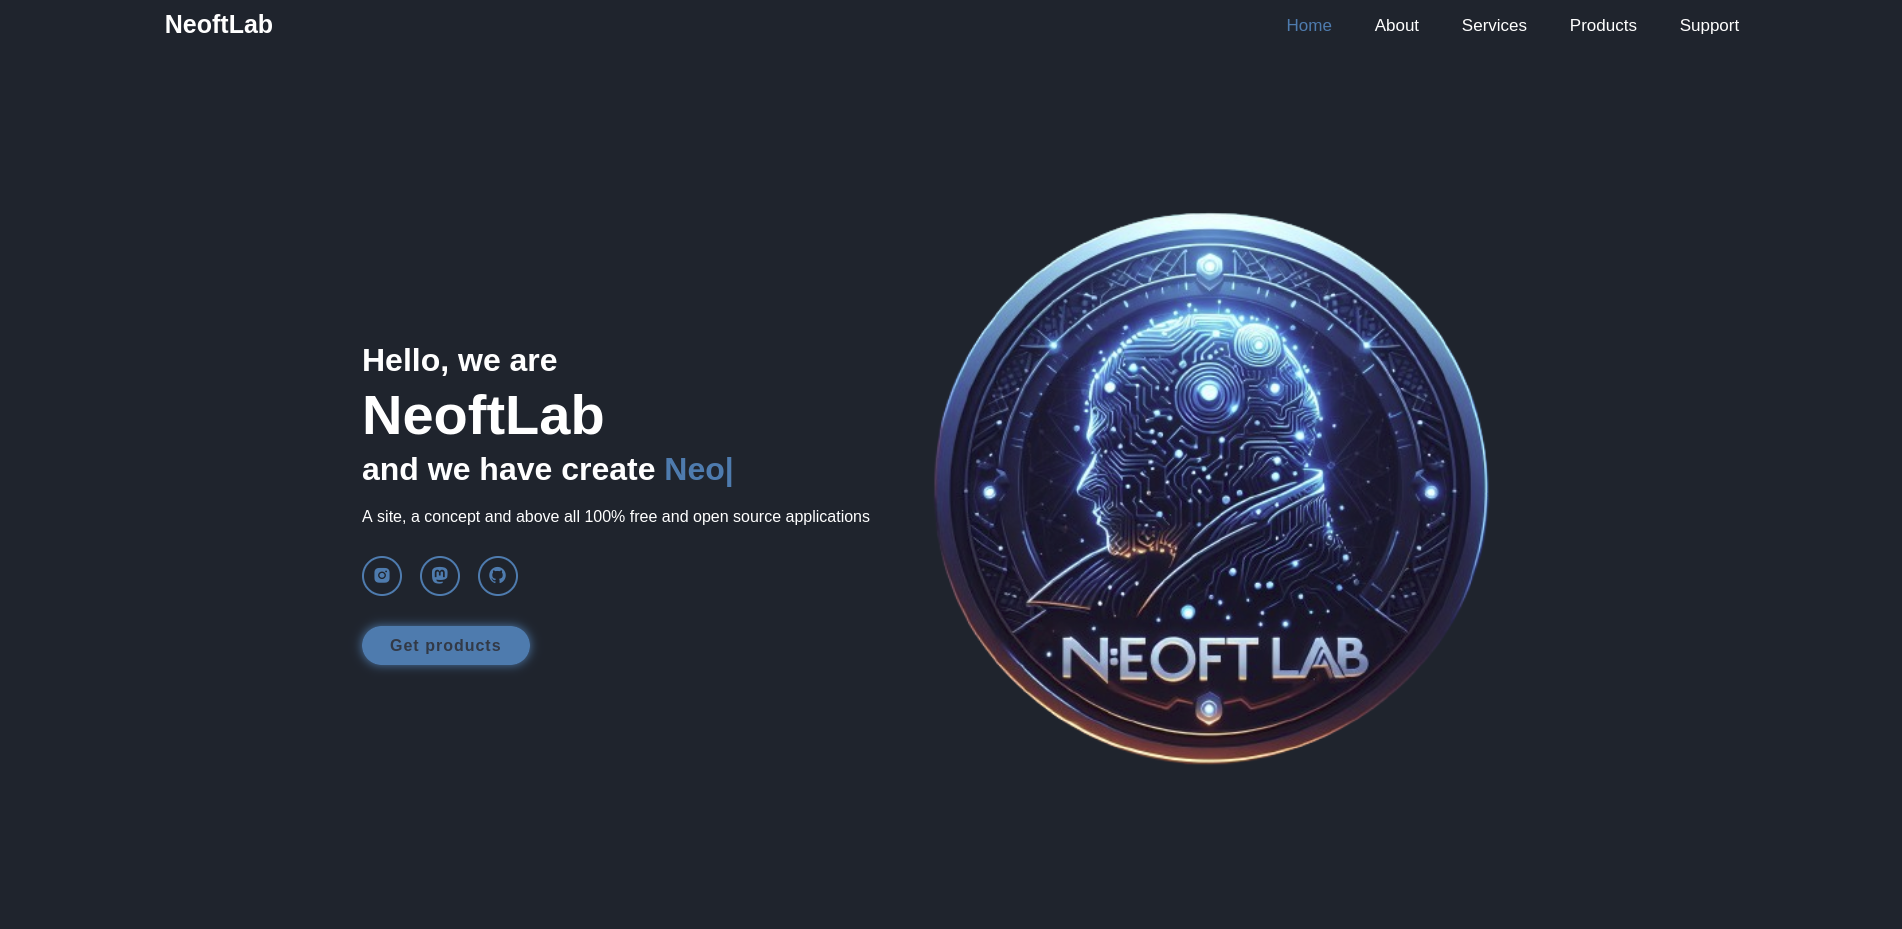 NeoftLab
Home About Services Products Support
Hello, we are
NeoftLab
and we have create Neo|
A site, a concept and above all 100% free and open source applications
Get products
N:EOFT LAB